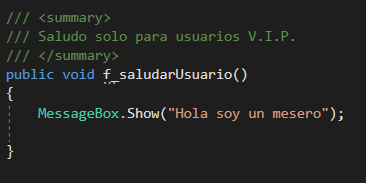 /// <summary>
/// Saludo solo para usuarios V.I.P.
/// </summary>
public void f_saludarUsuario()
{
MessageBox.Show("Hola soy un mesero");
}